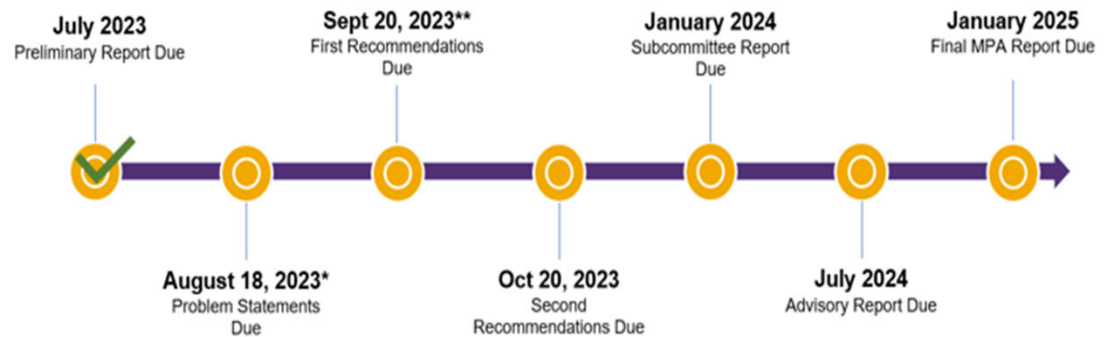 July 2023
Preliminary Report Due
August 18, 2023*
Problem Statements
Due
Sept 20, 2023**
First Recommendations
Due
Oct 20, 2023
Second
Recommendations Due
January 2024
Subcommittee Report
Due
July 2024
Advisory Report Due
January 2025
Final MPA Report Due